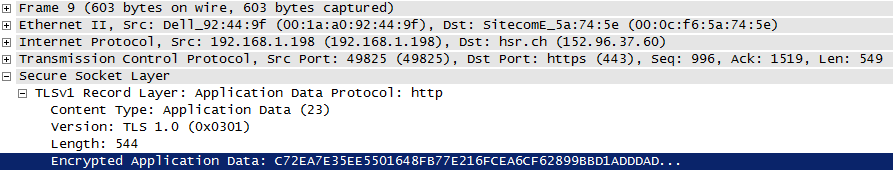 Frame 9 (603 bytes on wire, 603 bytes captured)
Ethernet II, Src: Dell_92:44:9f (00:1a:a0:92:44:9f), Dst: SitecomE_5a:74:5e (00:0c:f6:5a:74:5e)
Internet Protocol, Src: 192.168.1.198 (192.168.1.198), Dst: hsr.ch (152.96.37.60)
Transmission Control Protocol, Src Port: 49825 (49825), Dst Port: https (443), Seq: 996, Ack: 1519, Len: 549
Secure Socket Layer
TLSv1 Record Layer: Application Data Protocol: http
Content Type: Application Data (23)
Version: TLS 1.0 (0x0301)
Length: 544
Encrypted Application Data: C72EA7E35EE5501648FB77E216FCEA6CF62899BBD1ADDDAD...